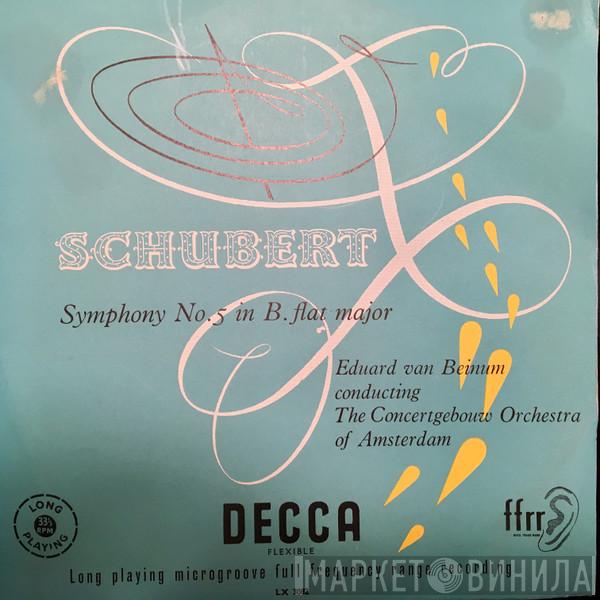 SCHUBERT
Symphony No. 5 in B. flat major
Eduard van Beinum
conducting
The Concertgebouw Orchestra
of Amsterdam
LONG
33⅓
RPM
PLAYING
DECCA
FLEXIBLE
ffrr
Long playing microgroove full frequency range recording
LX
МАРКЕТ ВИНИЛА